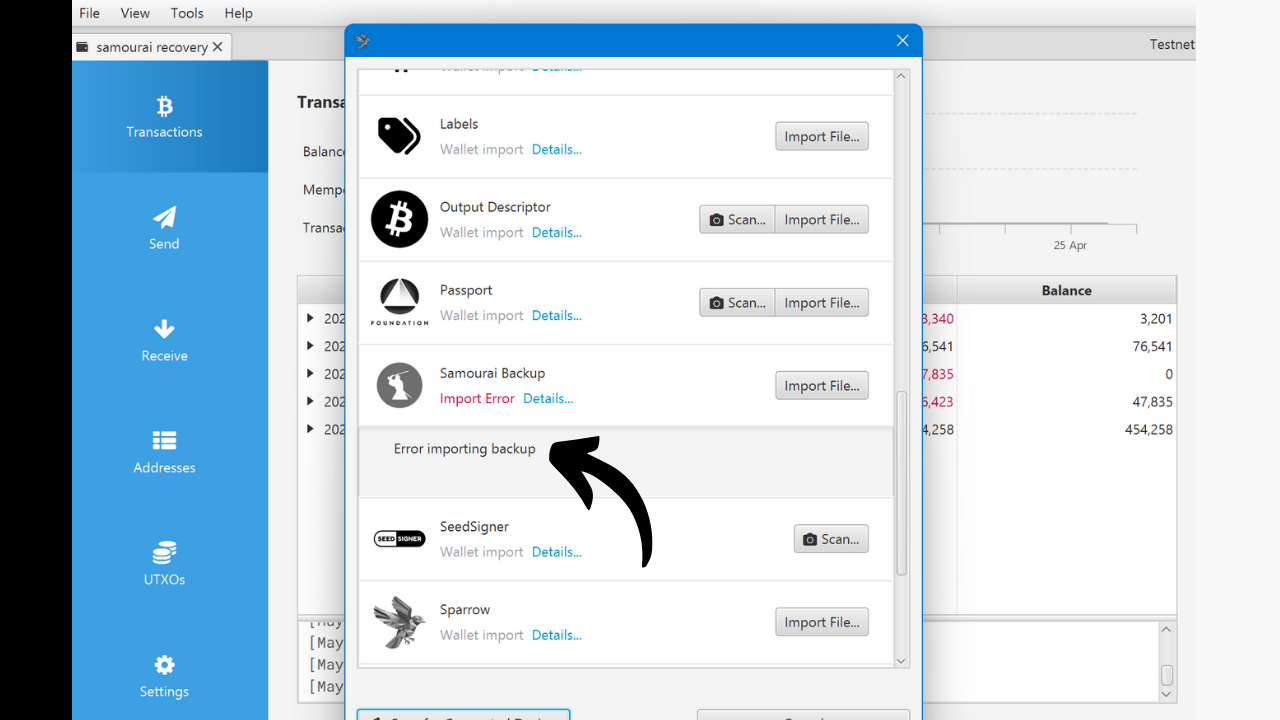 File View Tools Help
samourai recovery
Testnet
Transactions
Send
Receive
Addresses
UTXOs
Settings
Transa
Balanc
Mempo
Transac
25 Apr
Balance
202
3,340
3,201
202
6,541
76,541
202
7,835
0
202
6,423
47,835
202
4,258
454,258
[May
[May
[May
Wallet import Details...
Labels
Wallet import Details...
Import File...
Output Descriptor
Wallet import Details...
Scan... Import File...
FOUNDATION
Passport
Wallet import Details...
Scan... Import File...
Samourai Backup
Import Error Details...
Import File...
Error importing backup
SEED SIGNER
SeedSigner
Wallet import Details...
Scan...
Sparrow
Wallet import Details...
Import File...